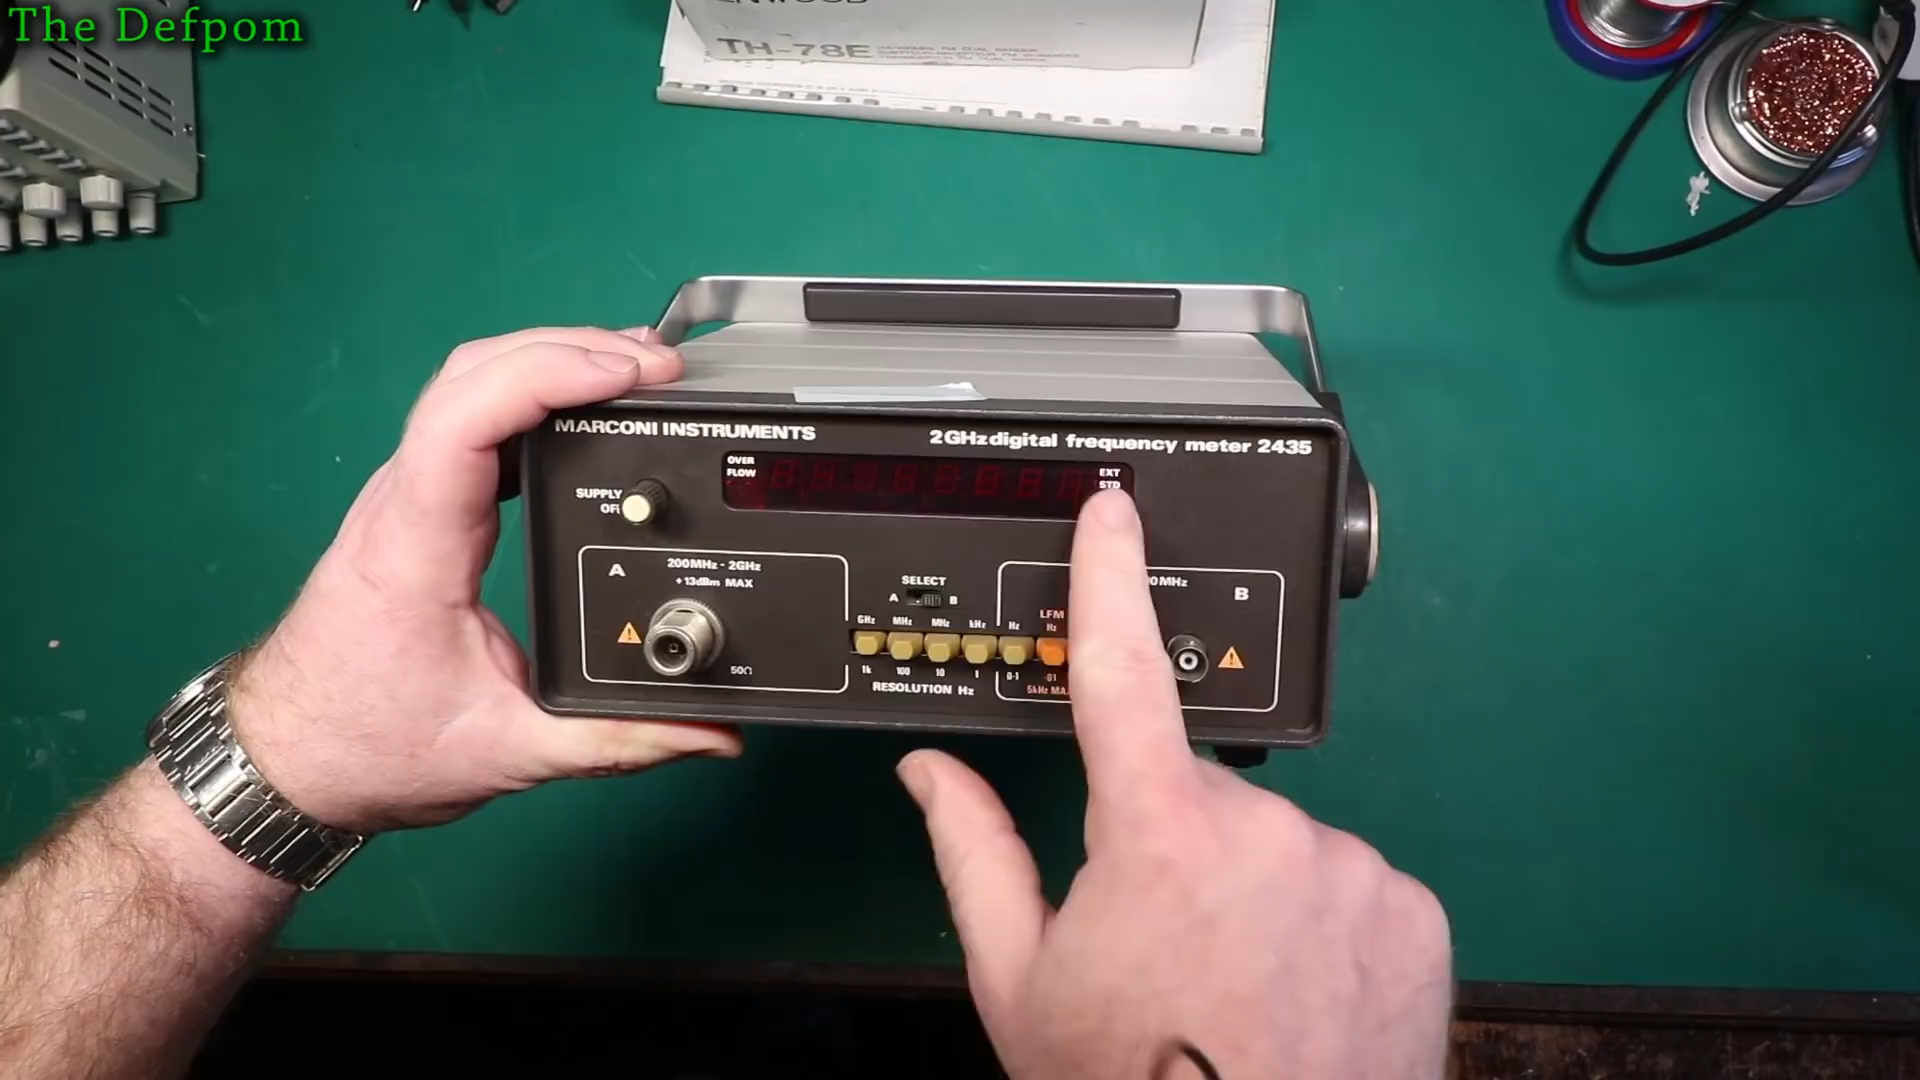 The Defpom
TH-78E
MARCONI INSTRUMENTS
2GHz digital frequency meter 2435
OVER
FLOW
EXT
STD
SUPPLY
OFF
A
200MHz - 2GHz
+13dBm MAX
50Ω
SELECT
A B
GHz MHz MHz kHz Hz
LFM
Hz
1k 100 10 1 0·1 ·01
RESOLUTION Hz
5kHz
B